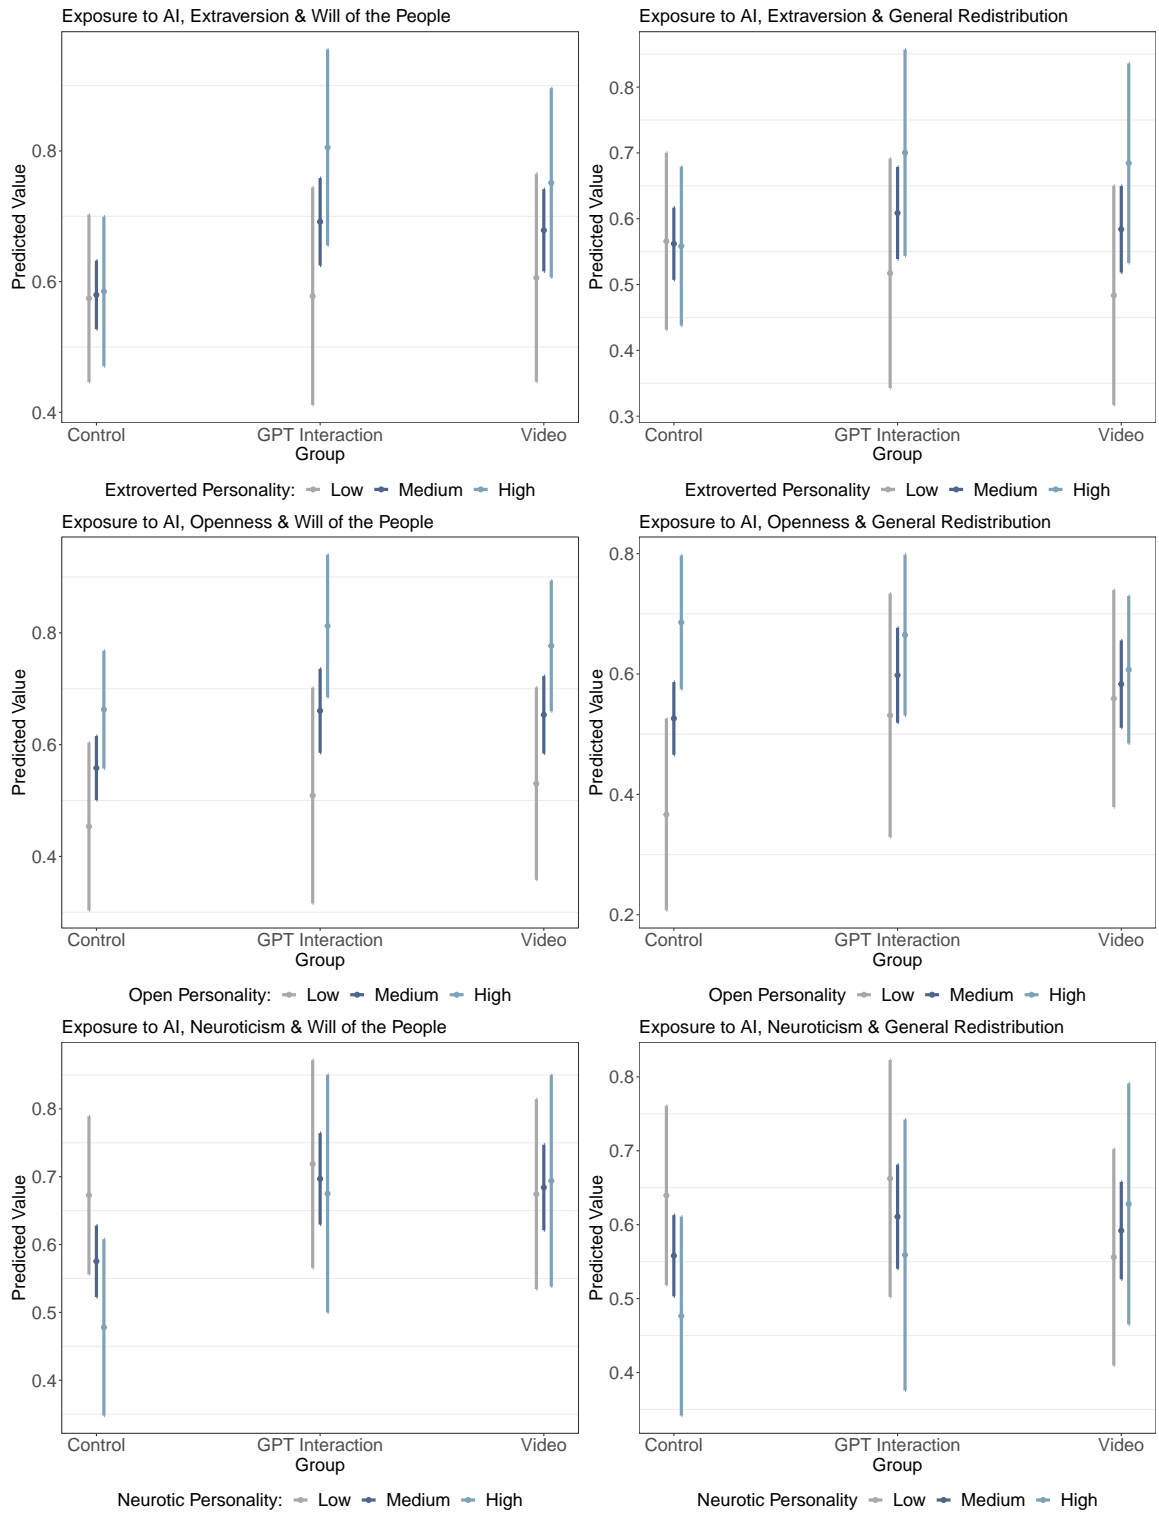 Exposure to AI, Extraversion & Will of the People
Predicted Value
0.8
0.6
0.4
Control GPT Interaction Video
Group
Extroverted Personality: Low Medium High
Exposure to AI, Extraversion & General Redistribution
Predicted Value
0.8
0.7
0.6
0.5
0.4
0.3
Control GPT Interaction Video
Group
Extroverted Personality Low Medium High
Exposure to AI, Openness & Will of the People
Predicted Value
0.8
0.6
0.4
Control GPT Interaction Video
Group
Open Personality: Low Medium High
Exposure to AI, Openness & General Redistribution
Predicted Value
0.8
0.6
0.4
0.2
Control GPT Interaction Video
Group
Open Personality Low Medium High
Exposure to AI, Neuroticism & Will of the People
Predicted Value
0.8
0.7
0.6
0.5
0.4
Control GPT Interaction Video
Group
Neurotic Personality: Low Medium High
Exposure to AI, Neuroticism & General Redistribution
Predicted Value
0.8
0.7
0.6
0.5
0.4
Control GPT Interaction Video
Group
Neurotic Personality Low Medium High